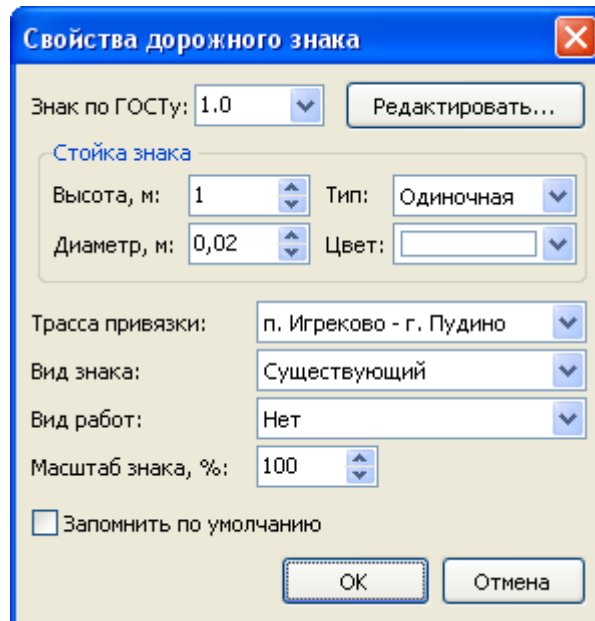 Свойства дорожного знака
Знак по ГОСТу: 1.0 Редактировать...
Стойка знака
Высота, м: 1 Тип: Одиночная
Диаметр, м: 0,02 Цвет:
Трасса привязки: п. Игреково - г. Пудино
Вид знака: Существующий
Вид работ: Нет
Масштаб знака, %: 100
Запомнить по умолчанию
OK Отмена